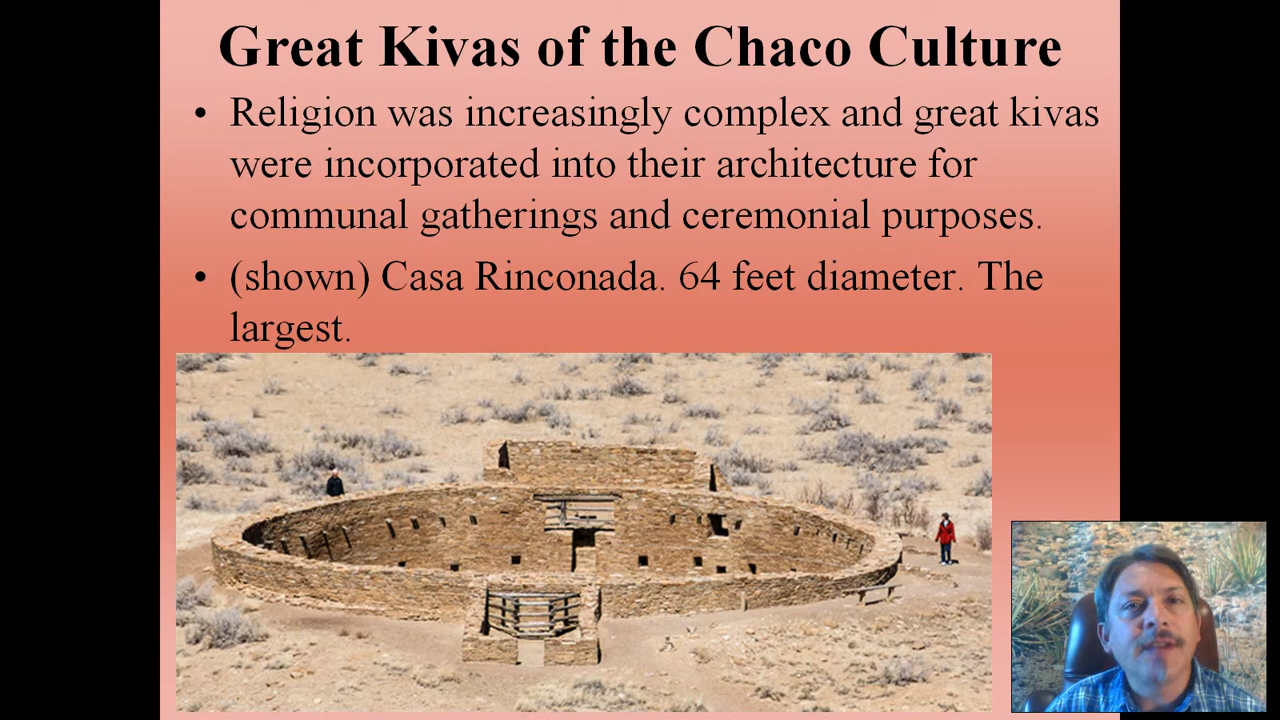 Great Kivas of the Chaco Culture
• Religion was increasingly complex and great kivas
were incorporated into their architecture for
communal gatherings and ceremonial purposes.
• (shown) Casa Rinconada. 64 feet diameter. The
largest.